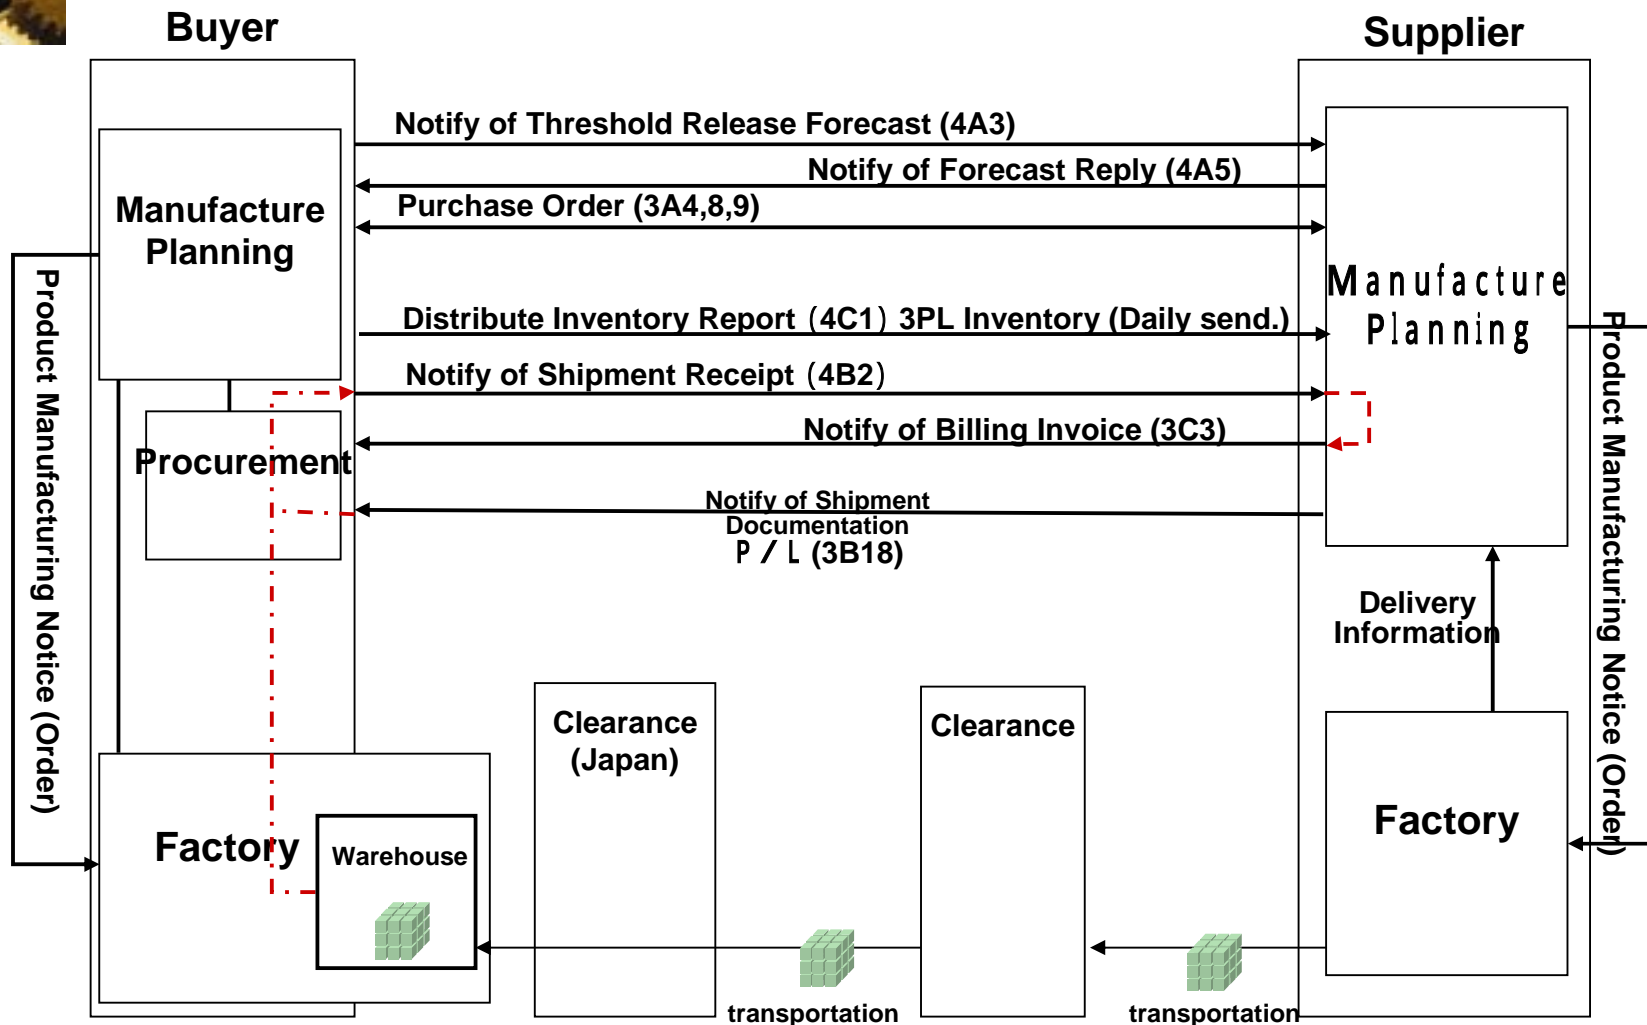 Buyer
Supplier
Notify of Threshold Release Forecast (4A3)
Notify of Forecast Reply (4A5)
Purchase Order (3A4,8,9)
Manufacture
Planning
Manufacture
Planning
Distribute Inventory Report（4C1）3PL Inventory (Daily send.)
Notify of Shipment Receipt（4B2）
Notify of Billing Invoice (3C3)
Procurement
Notify of Shipment
Documentation
Ｐ／Ｌ(3B18)
Product Manufacturing Notice (Order)
Product Manufacturing Notice (Order)
Delivery
Information
Clearance
(Japan)
Clearance
Factory
Warehouse
Factory
transportation
transportation